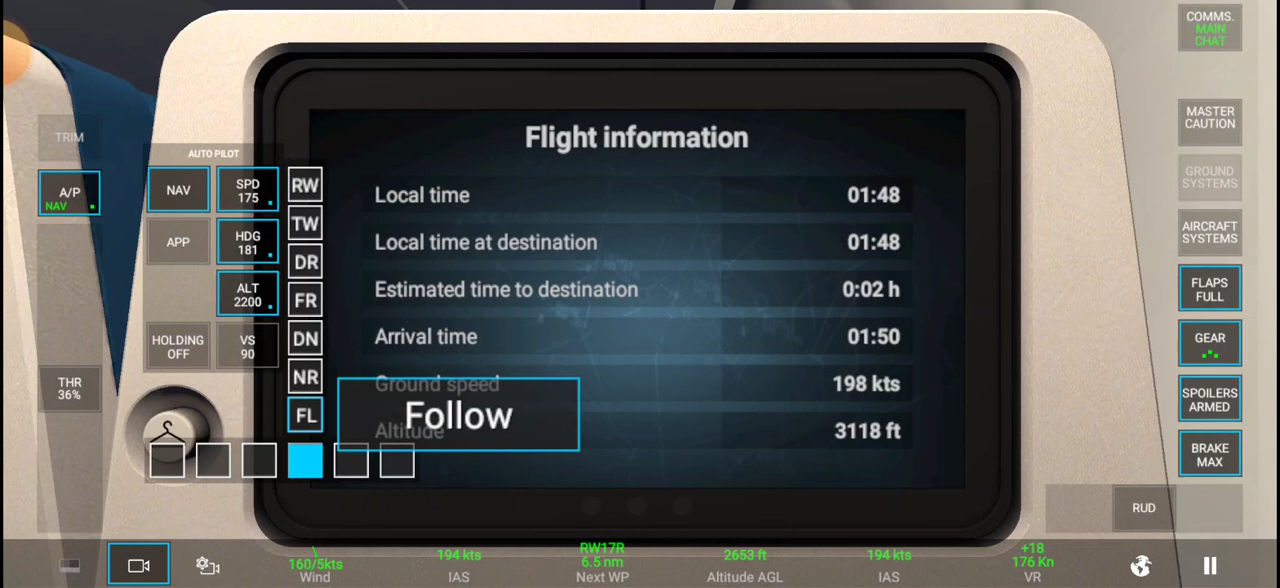 COMMS.
MAIN
CHAT
MASTER
CAUTION
GROUND
SYSTEMS
AIRCRAFT
SYSTEMS
FLAPS
FULL
GEAR
SPOILERS
ARMED
BRAKE
MAX
RUD
TRIM
A/P
NAV
THR
36%
AUTO PILOT
NAV
SPD
175
APP
HDG
181
ALT
2200
HOLDING
OFF
VS
90
RW
TW
DR
FR
DN
NR
FL
Flight information
Local time 01:48
Local time at destination 01:48
Estimated time to destination 0:02 h
Arrival time 01:50
Ground speed 198 kts
Follow
Altitude 3118 ft
160/5kts
Wind
194 kts
IAS
RW17R
6.5 nm
Next WP
2653 ft
Altitude AGL
194 kts
IAS
+18
176 Kn
VR